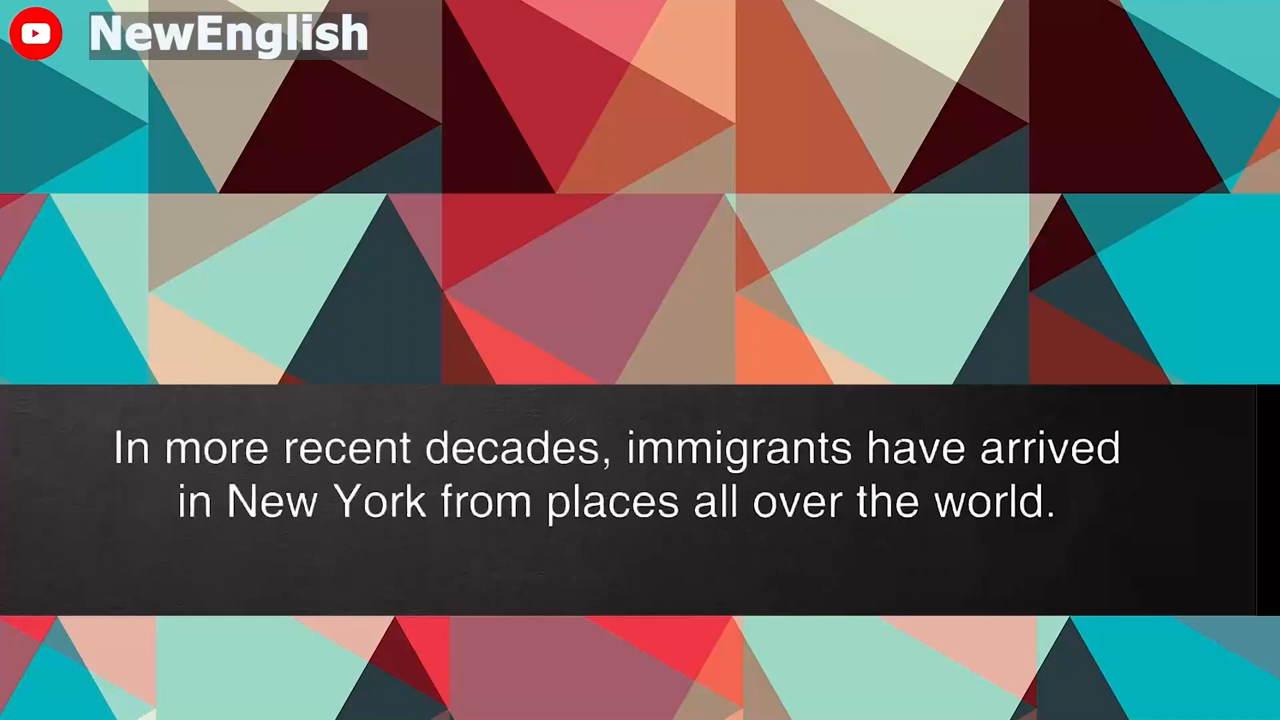 NewEnglish
In more recent decades, immigrants have arrived
in New York from places all over the world.